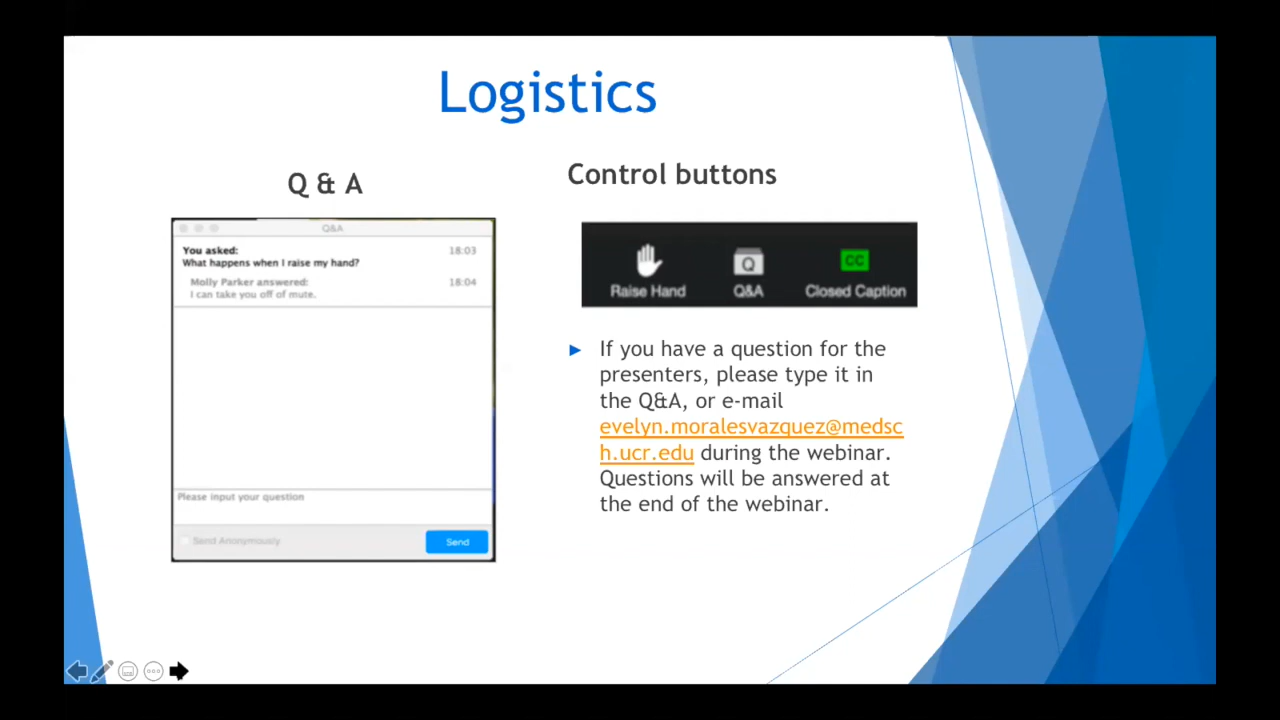 Logistics
Q & A
Q&A
You asked: 18:03
What happens when I raise my hand?
Molly Parker answered: 18:04
I can take you off of mute.
Please input your question
Send Anonymously
Send
Control buttons
Q
CC
Raise Hand Q&A Closed Caption
If you have a question for the
presenters, please type it in
the Q&A, or e-mail
evelyn.moralesvazquez@medsc
h.ucr.edu during the webinar.
Questions will be answered at
the end of the webinar.